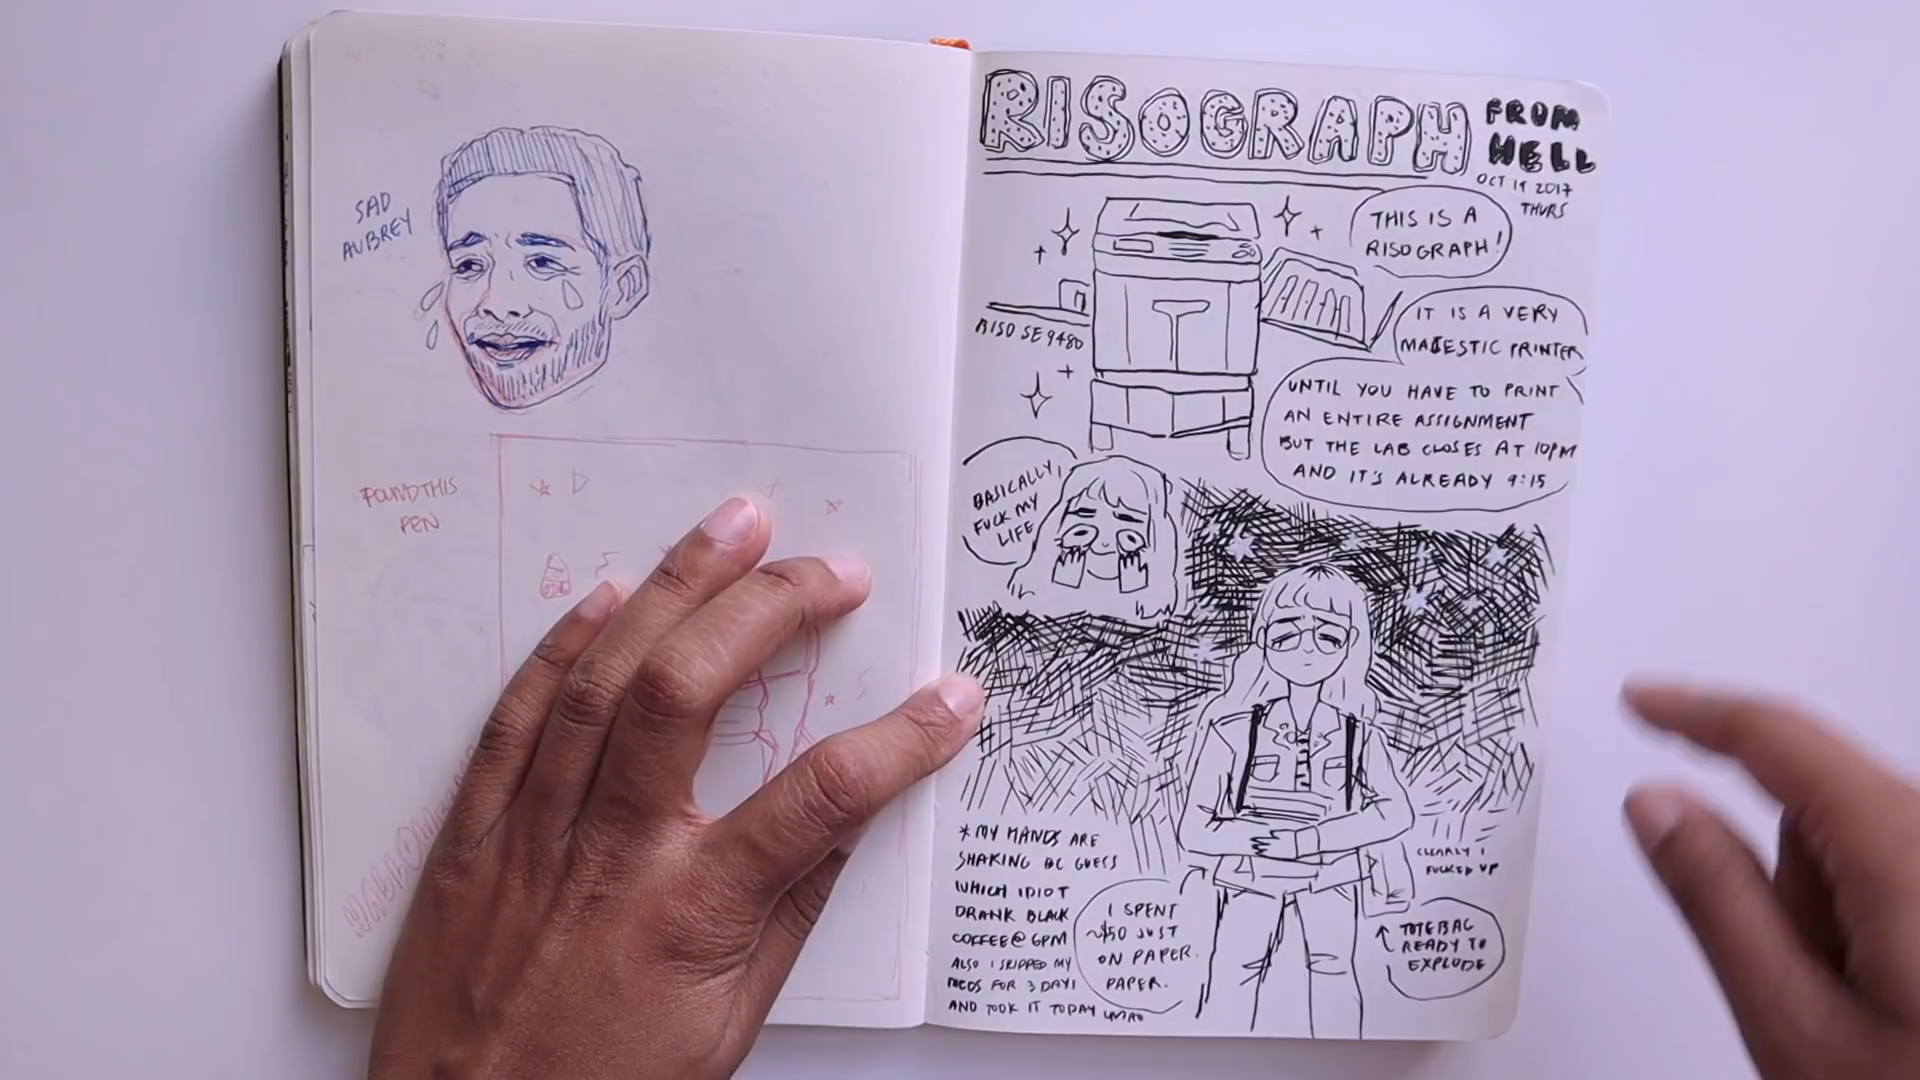 SAD
AUBREY
FOUND THIS
PEN
RISOGRAPH
FROM
HELL
OCT 19 2017
THURS
THIS IS A
RISOGRAPH!
RISO SE 9480
IT IS A VERY
MAJESTIC PRINTER
UNTIL YOU HAVE TO PRINT
AN ENTIRE ASSIGNMENT
BUT THE LAB CLOSES AT 10PM
AND IT'S ALREADY 9:15
BASICALLY,
FUCK MY
LIFE
*MY HANDS ARE
SHAKING BC GUESS
WHICH IDIOT
DRANK BLACK
COFFEE @ 6PM
ALSO I SKIPPED MY
MEDS FOR 3 DAYS
AND TOOK IT TODAY LMAO
I SPENT
~$50 JUST
ON PAPER.
PAPER.
CLEARLY I
FUCKED UP
TOTEBAG
READY TO
EXPLODE